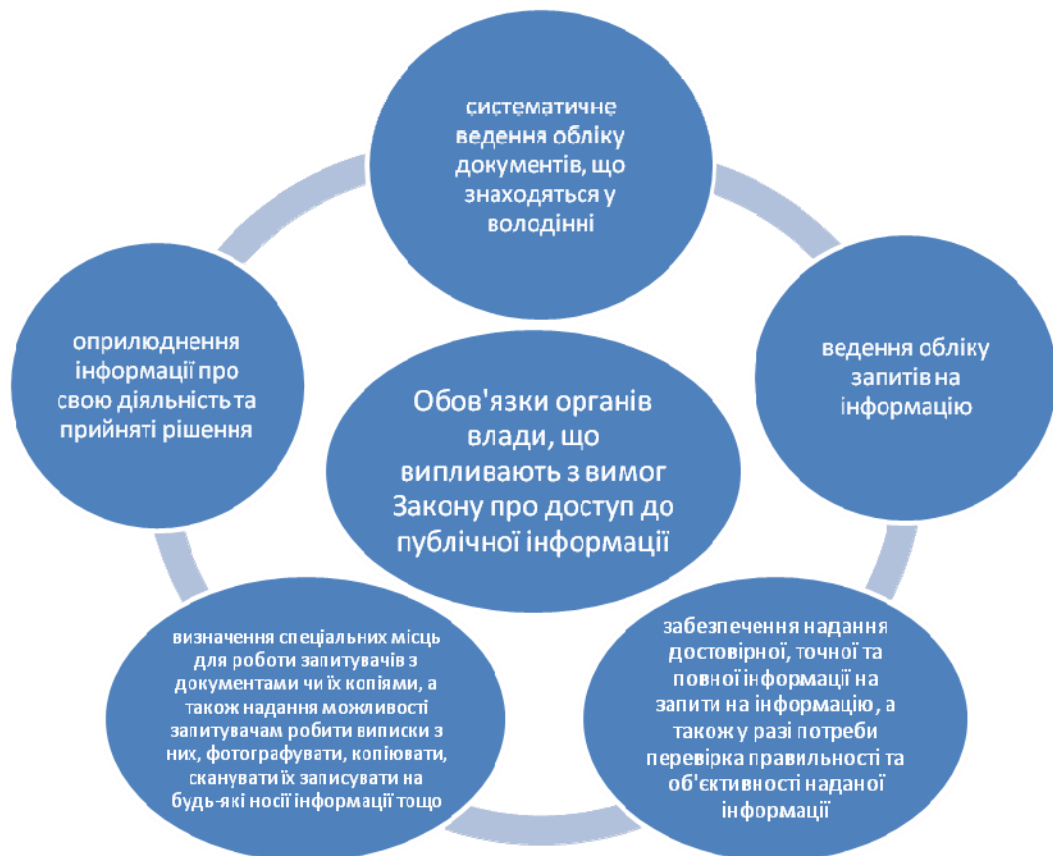 систематичне
ведення обліку
документів, що
знаходяться у
володінні
ведення обліку
запитів на
інформацію
забезпечення надання
достовірної, точної та
повної інформації на
запити на інформацію, а
також у разі потреби
перевірка правильності та
об'єктивності наданої
інформації
визначення спеціальних місць
для роботи запитувачів з
документами чи їх копіями, а
також надання можливості
запитувачам робити виписки з
них, фотографувати, копіювати,
сканувати їх записувати на
будь-які носії інформації тощо
оприлюднення
інформації про
свою діяльність та
прийняті рішення
Обов'язки органів
влади, що
випливають з вимог
Закону про доступ до
публічної інформації